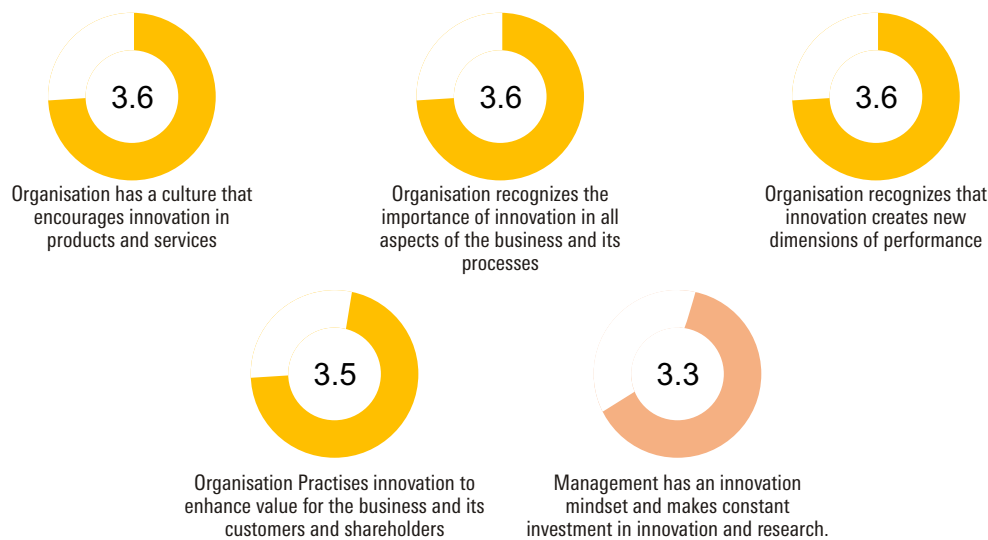 3.6
Organisation has a culture that
encourages innovation in
products and services
3.6
Organisation recognizes the
importance of innovation in all
aspects of the business and its
processes
3.6
Organisation recognizes that
innovation creates new
dimensions of performance
3.5
Organisation Practises innovation to
enhance value for the business and its
customers and shareholders
3.3
Management has an innovation
mindset and makes constant
investment in innovation and research.